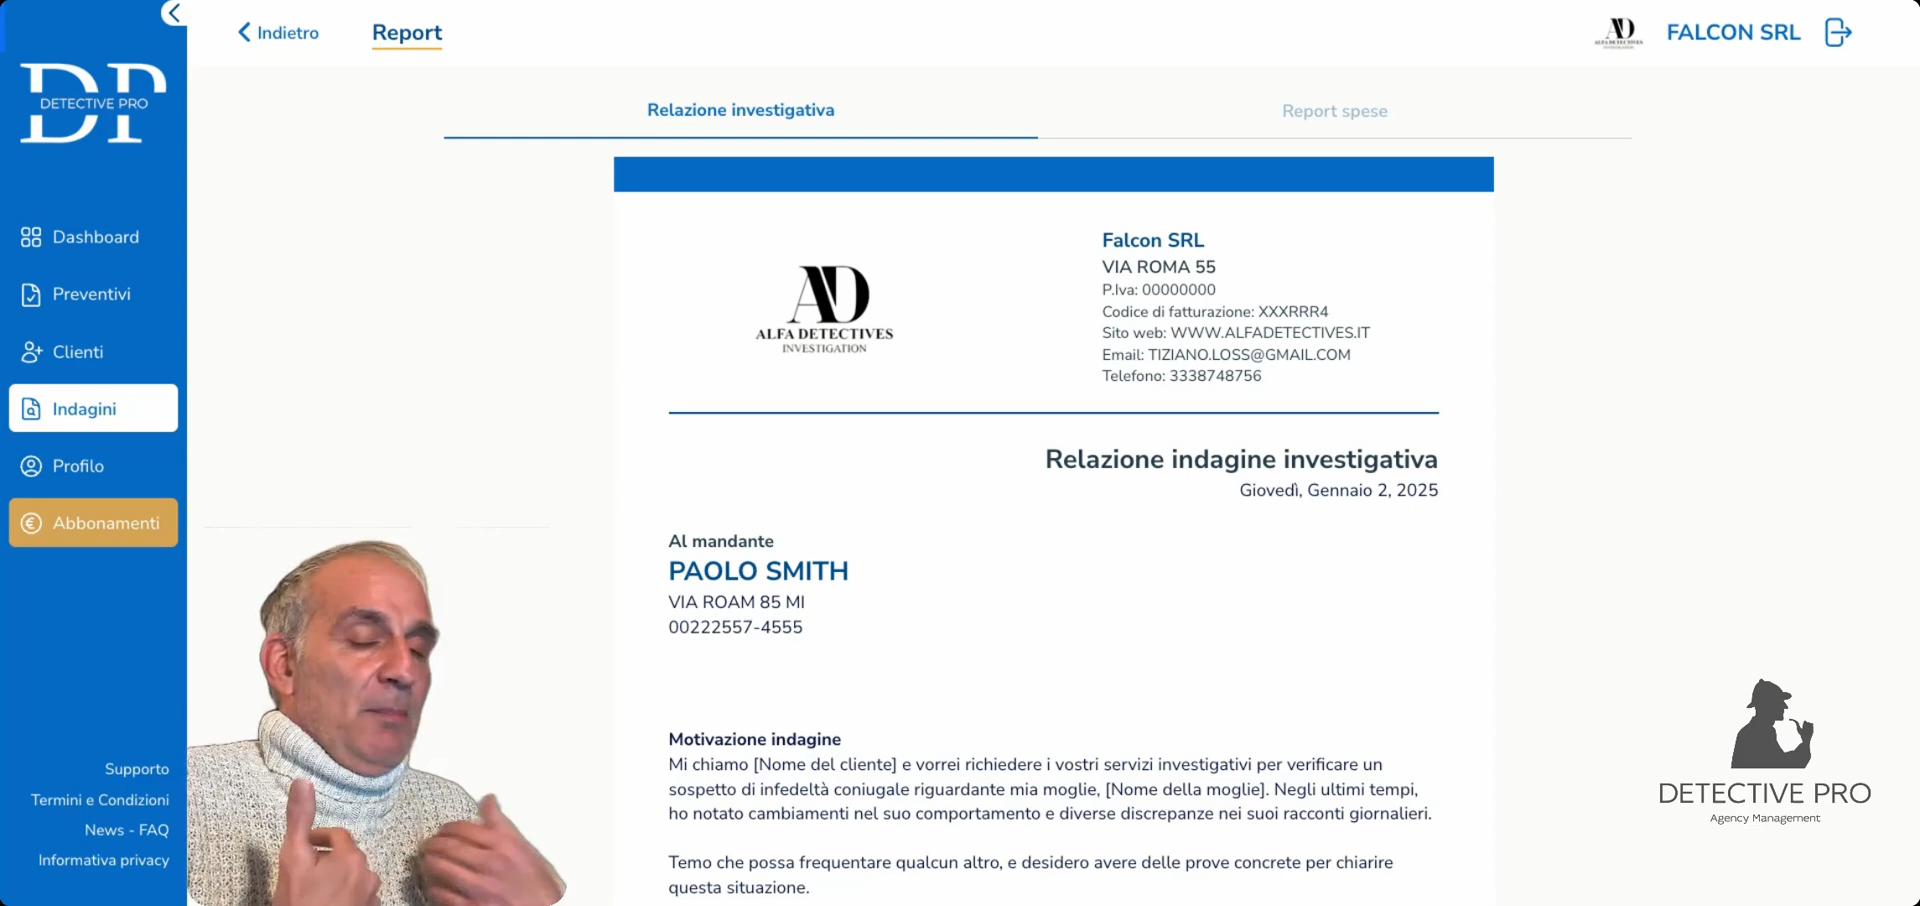 DP
DETECTIVE PRO
Dashboard
Preventivi
Clienti
Indagini
Profilo
Abbonamenti
Supporto
Termini e Condizioni
News - FAQ
Informativa privacy
Indietro
Report
AD
ALFA DETECTIVES
FALCON SRL
Relazione investigativa
Report spese
AD
ALFA DETECTIVES
INVESTIGATION
Falcon SRL
VIA ROMA 55
P.Iva: 00000000
Codice di fatturazione: XXXRRR4
Sito web: WWW.ALFADETECTIVES.IT
Email: TIZIANO.LOSS@GMAIL.COM
Telefono: 3338748756
Relazione indagine investigativa
Giovedì, Gennaio 2, 2025
Al mandante
PAOLO SMITH
VIA ROAM 85 MI
00222557-4555
Motivazione indagine
Mi chiamo [Nome del cliente] e vorrei richiedere i vostri servizi investigativi per verificare un
sospetto di infedeltà coniugale riguardante mia moglie, [Nome della moglie]. Negli ultimi tempi,
ho notato cambiamenti nel suo comportamento e diverse discrepanze nei suoi racconti giornalieri.
Temo che possa frequentare qualcun altro, e desidero avere delle prove concrete per chiarire
questa situazione.
DETECTIVE PRO
Agency Management